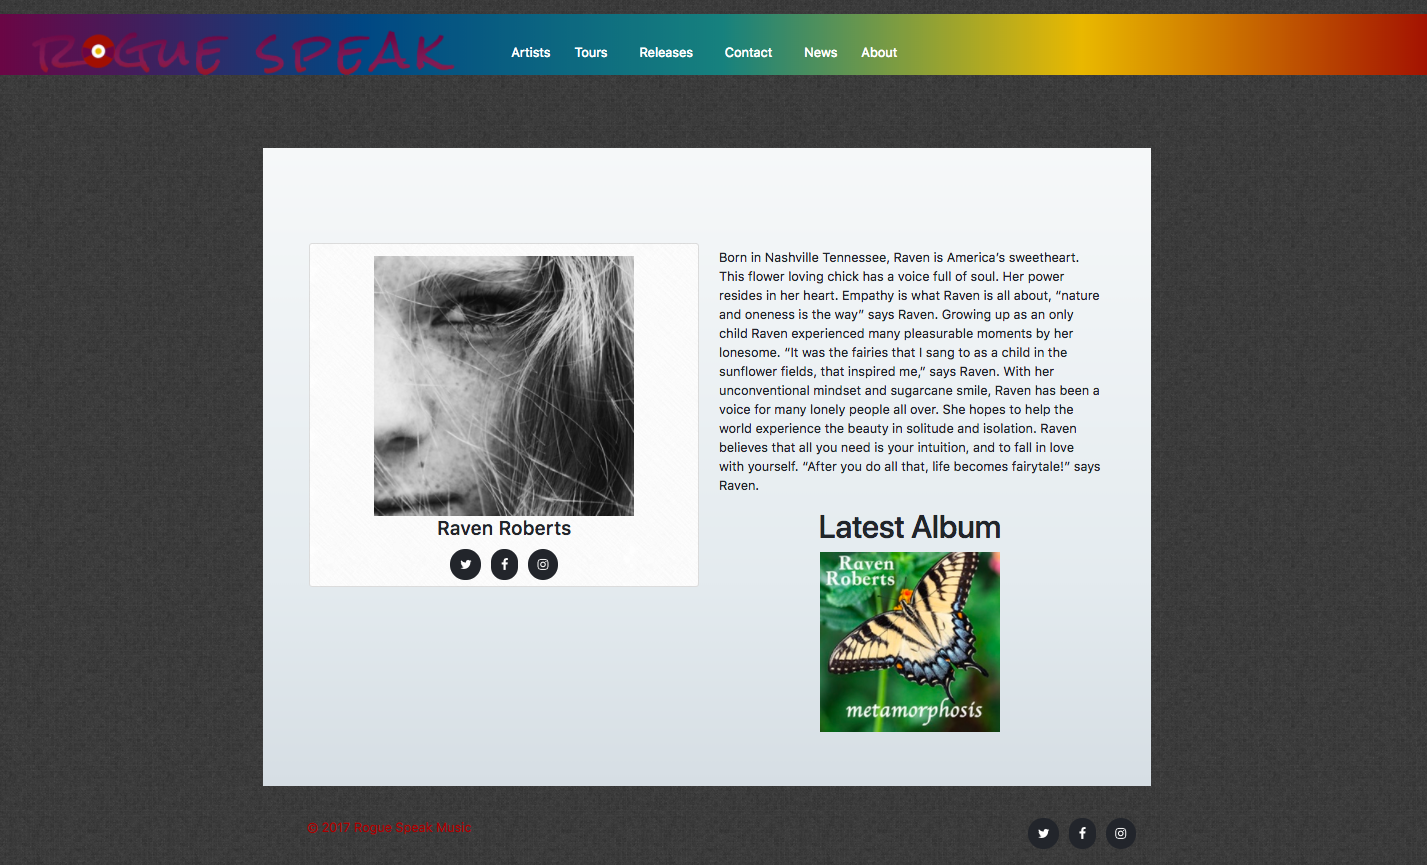 ROGUE SPEAK
Artists Tours Releases Contact News About
Born in Nashville Tennessee, Raven is America’s sweetheart.
This flower loving chick has a voice full of soul. Her power
resides in her heart. Empathy is what Raven is all about, “nature
and oneness is the way” says Raven. Growing up as an only
child Raven experienced many pleasurable moments by her
lonesome. “It was the fairies that I sang to as a child in the
sunflower fields, that inspired me,” says Raven. With her
unconventional mindset and sugarcane smile, Raven has been a
voice for many lonely people all over. She hopes to help the
world experience the beauty in solitude and isolation. Raven
believes that all you need is your intuition, and to fall in love
with yourself. “After you do all that, life becomes fairytale!” says
Raven.
Raven Roberts
Latest Album
Raven
Roberts
metamorphosis
@ 2017 Rogue Speak Music